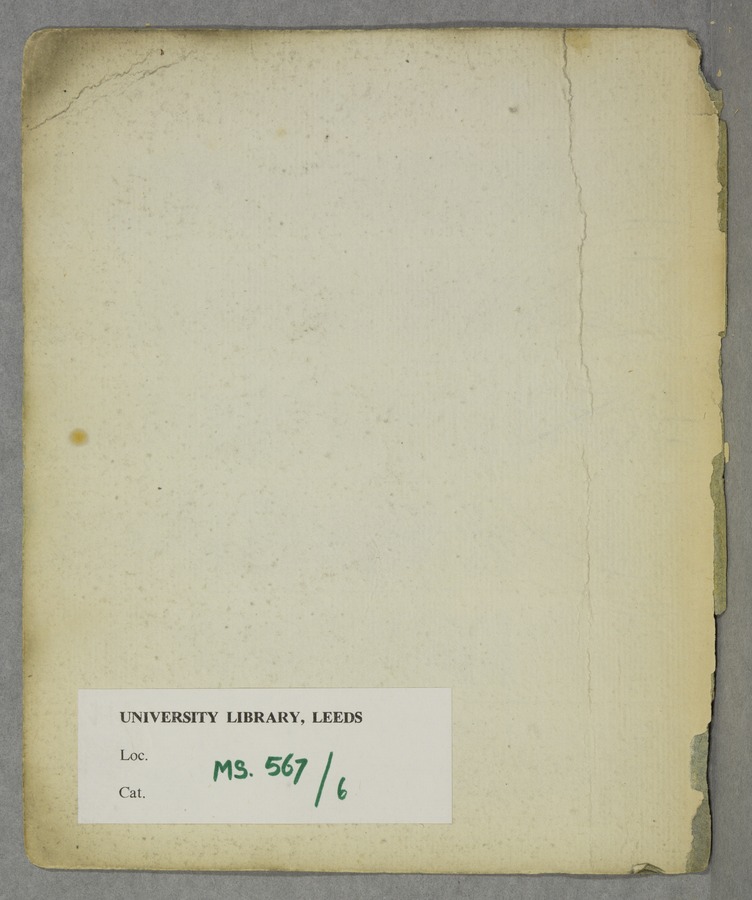 UNIVERSITY LIBRARY, LEEDS
Loc.
MS. 567/6
Cat.